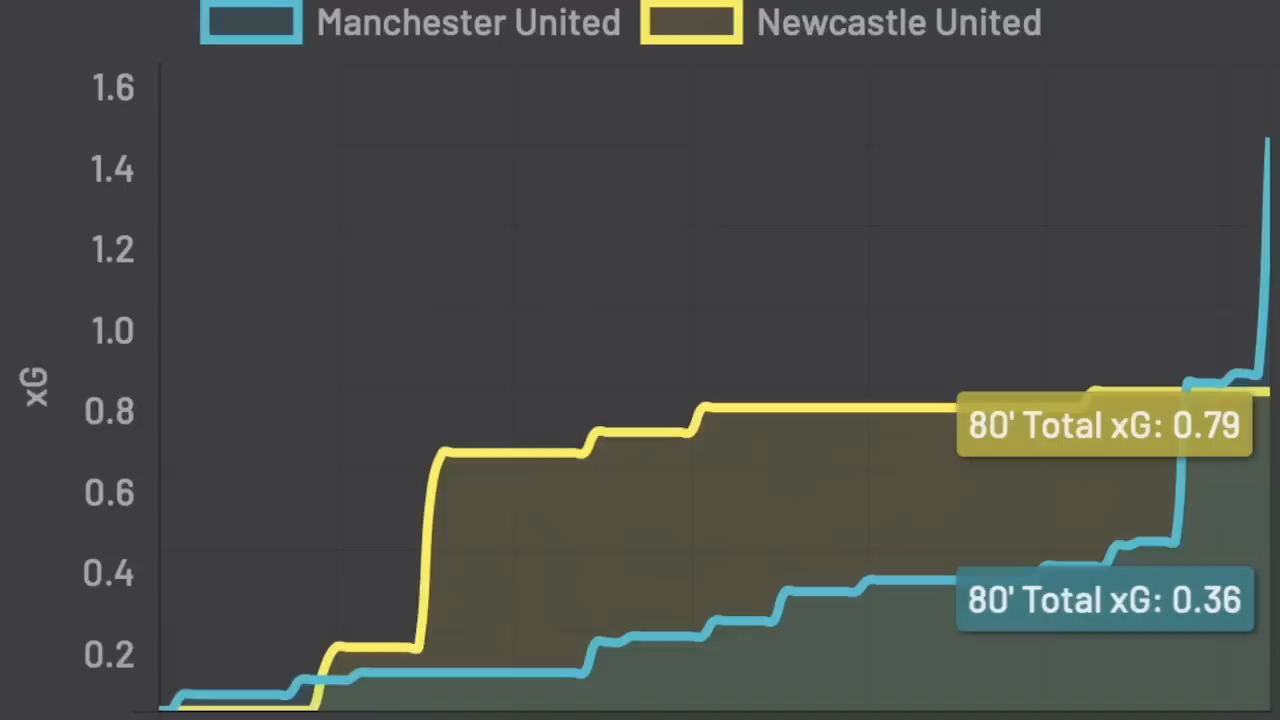 Manchester United
Newcastle United
1.6
1.4
1.2
1.0
0.8
0.6
0.4
0.2
xG
80' Total xG: 0.79
80' Total xG: 0.36